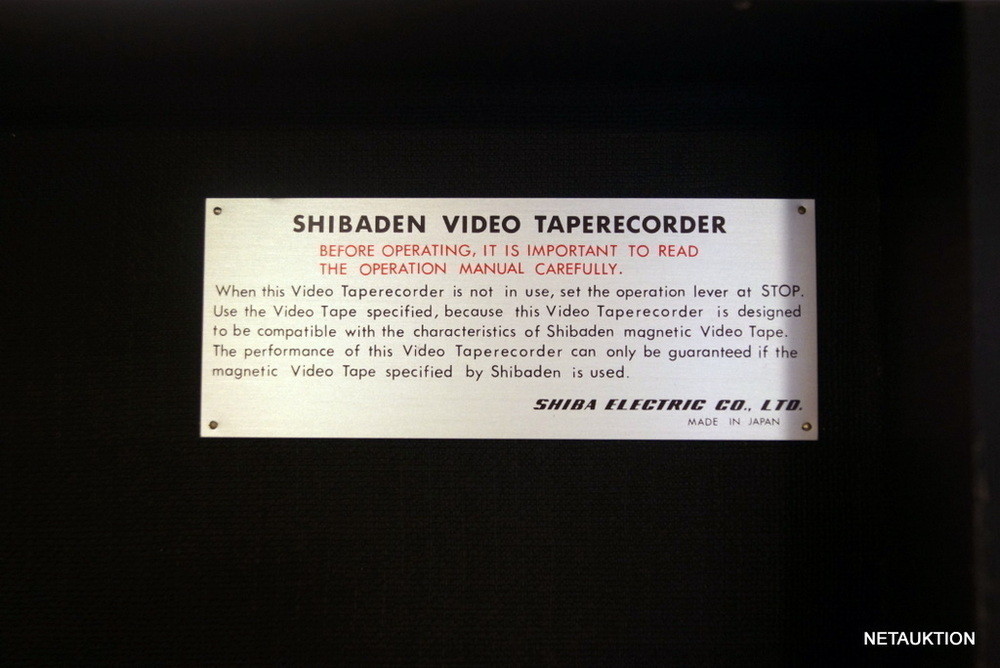 SHIBADEN VIDEO TAPERECORDER
BEFORE OPERATING, IT IS IMPORTANT TO READ
THE OPERATION MANUAL CAREFULLY.
When this Video Taperecorder is not in use, set the operation lever at STOP.
Use the Video Tape specified, because this Video Taperecorder is designed
to be compatible with the characteristics of Shibaden magnetic Video Tape.
The performance of this Video Taperecorder can only be guaranteed if the
magnetic Video Tape specified by Shibaden is used.
SHIBA ELECTRIC CO., LTD.
MADE IN JAPAN
NETAUKTION